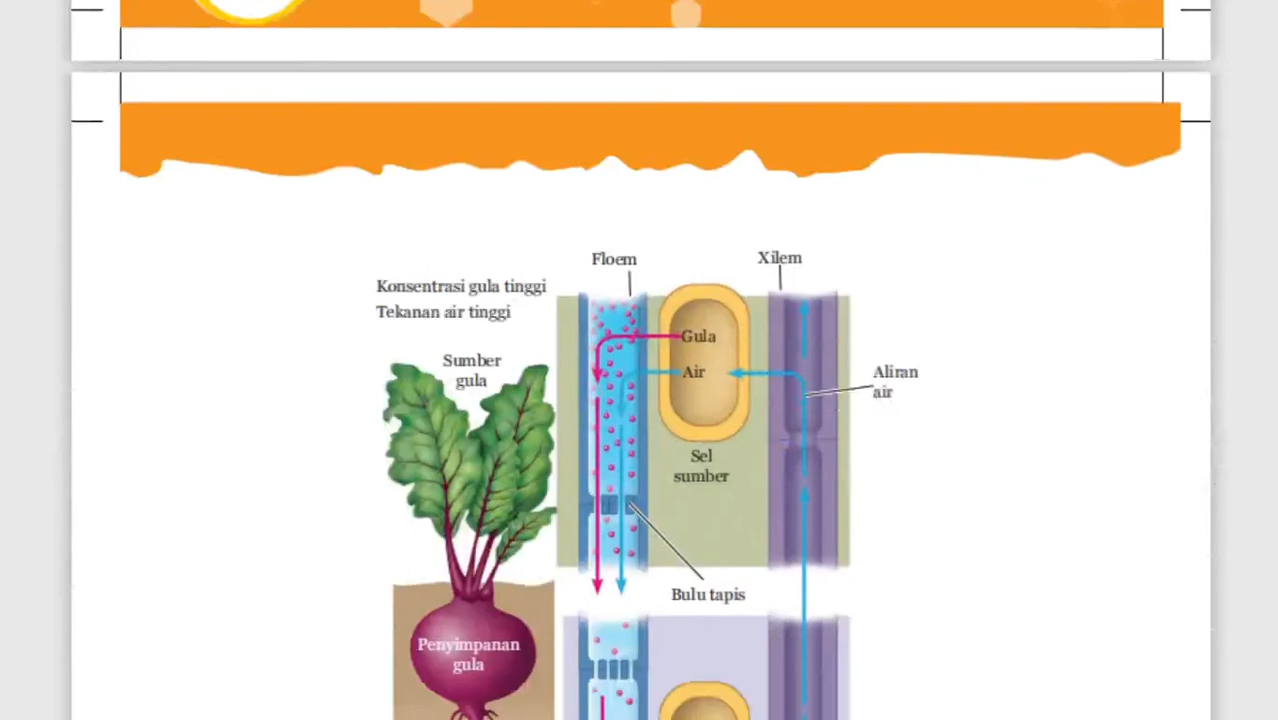 Floem
Xilem
Konsentrasi gula tinggi
Tekanan air tinggi
Sumber
gula
Gula
Air
Aliran
air
Sel
sumber
Bulu tapis
Penyimpanan
gula